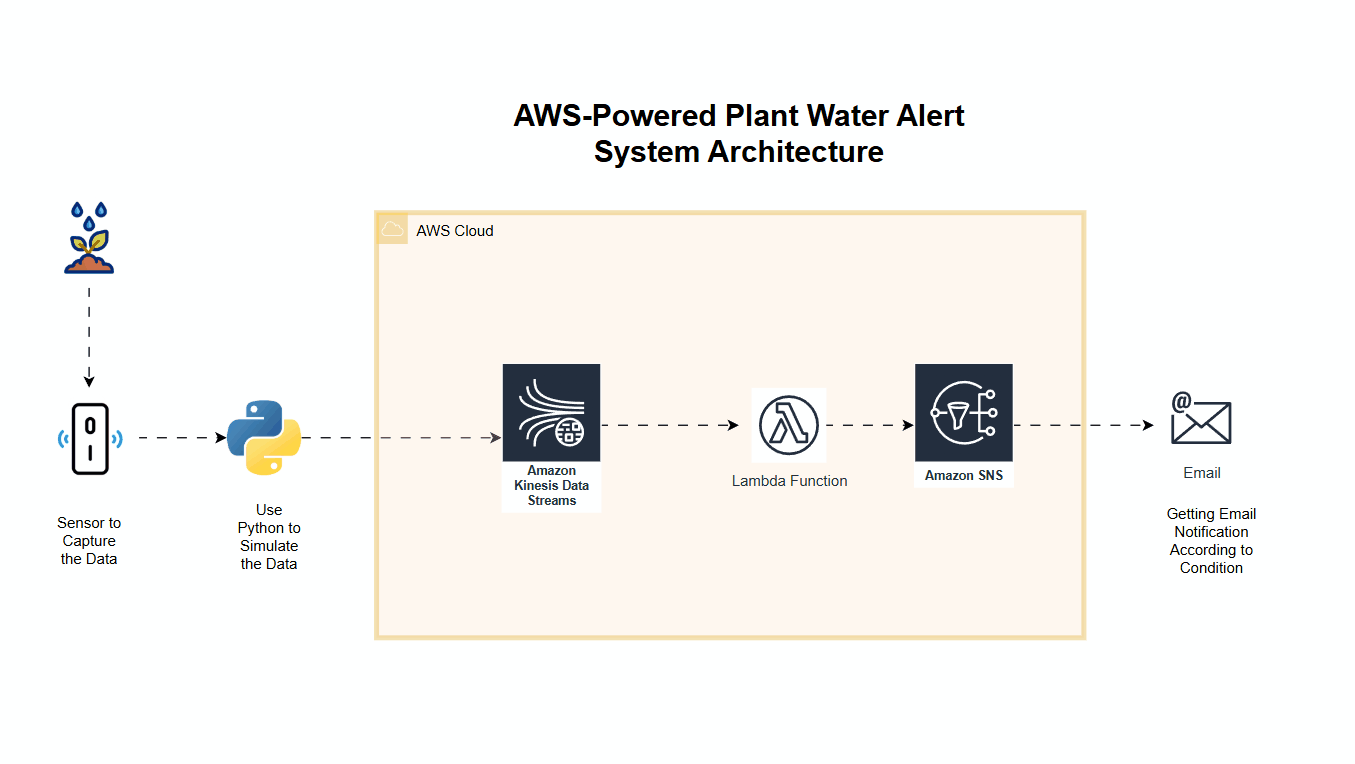 AWS-Powered Plant Water Alert
System Architecture
AWS Cloud
Sensor to
Capture
the Data
Use
Python to
Simulate
the Data
Amazon
Kinesis Data
Streams
Lambda Function
Amazon SNS
@
Email
Getting Email
Notification
According to
Condition